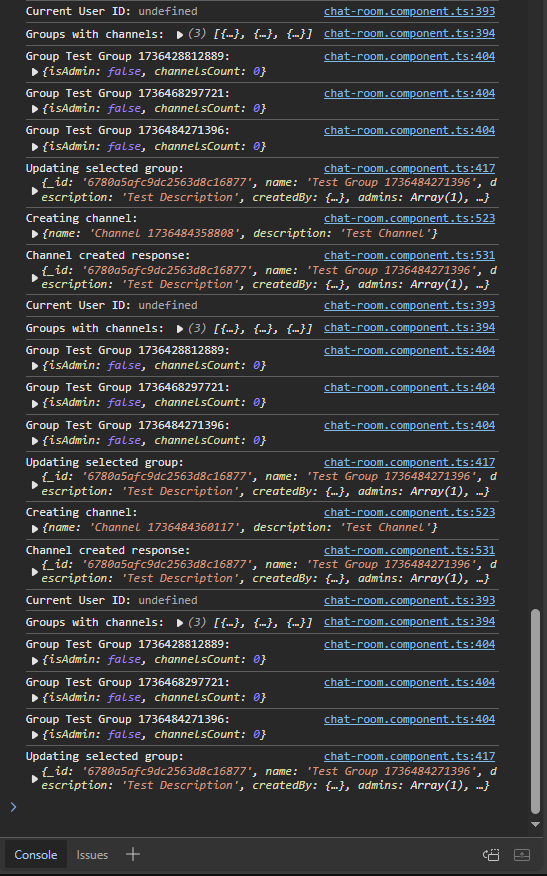 Current User ID: undefined chat-room.component.ts:393
Groups with channels: (3) [{…}, {…}, {…}] chat-room.component.ts:394
Group Test Group 1736428812889: chat-room.component.ts:404
{isAdmin: false, channelsCount: 0}
Group Test Group 1736468297721: chat-room.component.ts:404
{isAdmin: false, channelsCount: 0}
Group Test Group 1736484271396: chat-room.component.ts:404
{isAdmin: false, channelsCount: 0}
Updating selected group: chat-room.component.ts:417
{_id: '6780a5afc9dc2563d8c16877', name: 'Test Group 1736484271396', d
escription: 'Test Description', createdBy: {…}, admins: Array(1), …}
Creating channel: chat-room.component.ts:523
{name: 'Channel 1736484358808', description: 'Test Channel'}
Channel created response: chat-room.component.ts:531
{_id: '6780a5afc9dc2563d8c16877', name: 'Test Group 1736484271396', d
escription: 'Test Description', createdBy: {…}, admins: Array(1), …}
Current User ID: undefined chat-room.component.ts:393
Groups with channels: (3) [{…}, {…}, {…}] chat-room.component.ts:394
Group Test Group 1736428812889: chat-room.component.ts:404
{isAdmin: false, channelsCount: 0}
Group Test Group 1736468297721: chat-room.component.ts:404
{isAdmin: false, channelsCount: 0}
Group Test Group 1736484271396: chat-room.component.ts:404
{isAdmin: false, channelsCount: 0}
Updating selected group: chat-room.component.ts:417
{_id: '6780a5afc9dc2563d8c16877', name: 'Test Group 1736484271396', d
escription: 'Test Description', createdBy: {…}, admins: Array(1), …}
Creating channel: chat-room.component.ts:523
{name: 'Channel 1736484360117', description: 'Test Channel'}
Channel created response: chat-room.component.ts:531
{_id: '6780a5afc9dc2563d8c16877', name: 'Test Group 1736484271396', d
escription: 'Test Description', createdBy: {…}, admins: Array(1), …}
Current User ID: undefined chat-room.component.ts:393
Groups with channels: (3) [{…}, {…}, {…}] chat-room.component.ts:394
Group Test Group 1736428812889: chat-room.component.ts:404
{isAdmin: false, channelsCount: 0}
Group Test Group 1736468297721: chat-room.component.ts:404
{isAdmin: false, channelsCount: 0}
Group Test Group 1736484271396: chat-room.component.ts:404
{isAdmin: false, channelsCount: 0}
Updating selected group: chat-room.component.ts:417
{_id: '6780a5afc9dc2563d8c16877', name: 'Test Group 1736484271396', d
escription: 'Test Description', createdBy: {…}, admins: Array(1), …}
Console Issues